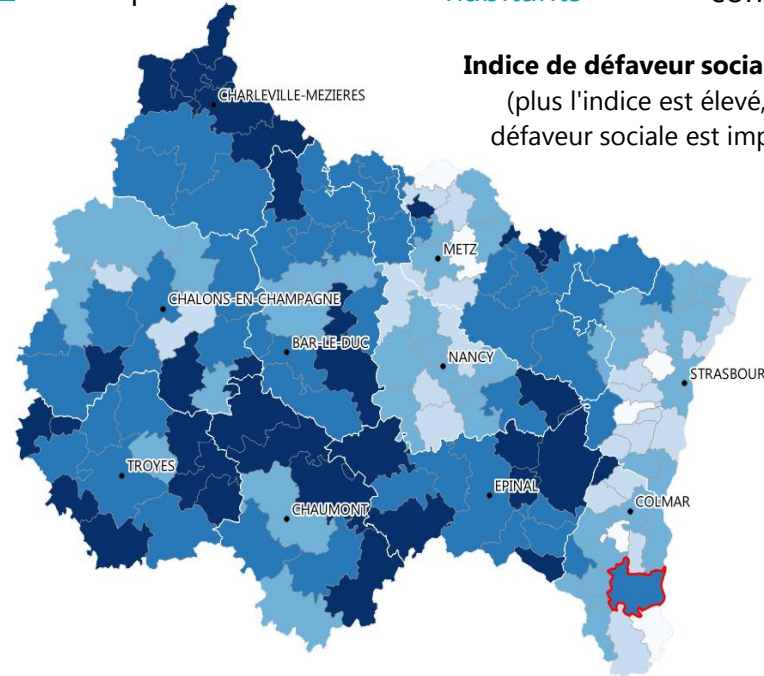 habitants
Indice de défaveur socia
(plus l'indice est élevé,
défaveur sociale est imp
CHARLEVILLE-MEZIERES
METZ
CHALONS-EN-CHAMPAGNE
BAR-LE-DUC
NANCY
STRASBOUR
TROYES
EPINAL
CHAUMONT
COLMAR